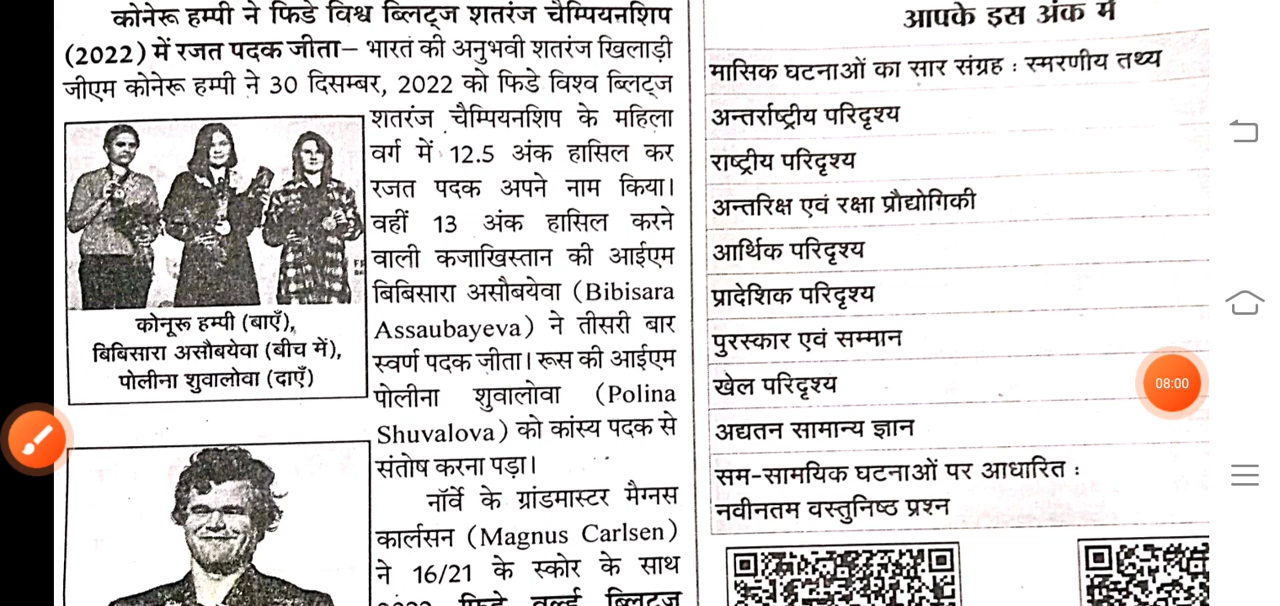 कोनेरू हम्पी ने फिडे विश्व ब्लिट्ज शतरंज चैम्पियनशिप
(2022) में रजत पदक जीता– भारत की अनुभवी शतरंज खिलाड़ी
जीएम कोनेरू हम्पी ने 30 दिसम्बर, 2022 को फिडे विश्व ब्लिट्ज
शतरंज चैम्पियनशिप के महिला
वर्ग में 12.5 अंक हासिल कर
रजत पदक अपने नाम किया।
वहीं 13 अंक हासिल करने
वाली कजाखिस्तान की आईएम
बिबिसारा असौबयेवा (Bibisara
Assaubayeva) ने तीसरी बार
स्वर्ण पदक जीता। रूस की आईएम
पोलीना शुवालोवा (Polina
Shuvalova) को कांस्य पदक से
संतोष करना पड़ा।
कोनूरू हम्पी (बाएँ),
बिबिसारा असौबयेवा (बीच में),
पोलीना शुवालोवा (दाएँ)
नॉर्वे के ग्रांडमास्टर मैग्नस
कार्लसन (Magnus Carlsen)
ने 16/21 के स्कोर के साथ
2022 फिडे वर्ल्ड ब्लिट्ज
आपके इस अंक में
मासिक घटनाओं का सार संग्रह : स्मरणीय तथ्य
अन्तर्राष्ट्रीय परिदृश्य
राष्ट्रीय परिदृश्य
अन्तरिक्ष एवं रक्षा प्रौद्योगिकी
आर्थिक परिदृश्य
प्रादेशिक परिदृश्य
पुरस्कार एवं सम्मान
खेल परिदृश्य
अद्यतन सामान्य ज्ञान
सम-सामयिक घटनाओं पर आधारित :
नवीनतम वस्तुनिष्ठ प्रश्न
08:00